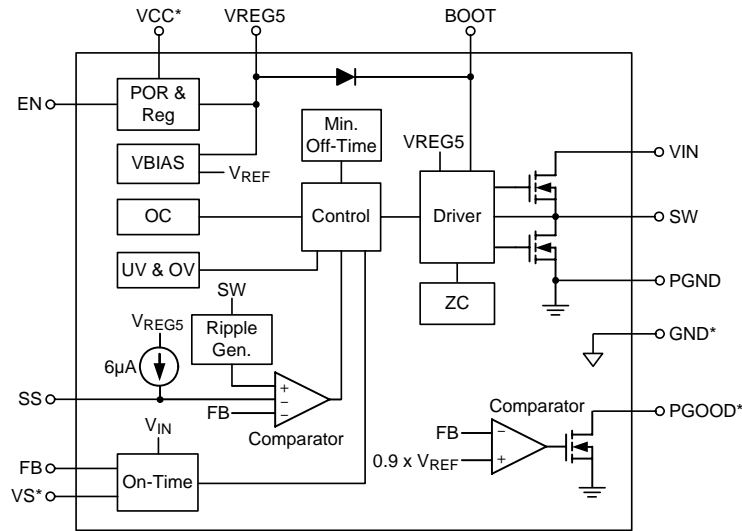 VCC*
VREG5
BOOT
EN
POR &
Reg
Min.
Off-Time
VREG5
VIN
VBIAS
VREF
OC
Control
Driver
SW
UV & OV
SW
ZC
PGND
VREG5
Ripple
Gen.
GND*
6µA
+
−
−
SS
FB
Comparator
Comparator
PGOOD*
VIN
FB
−
FB
On-Time
0.9 x VREF
+
VS*